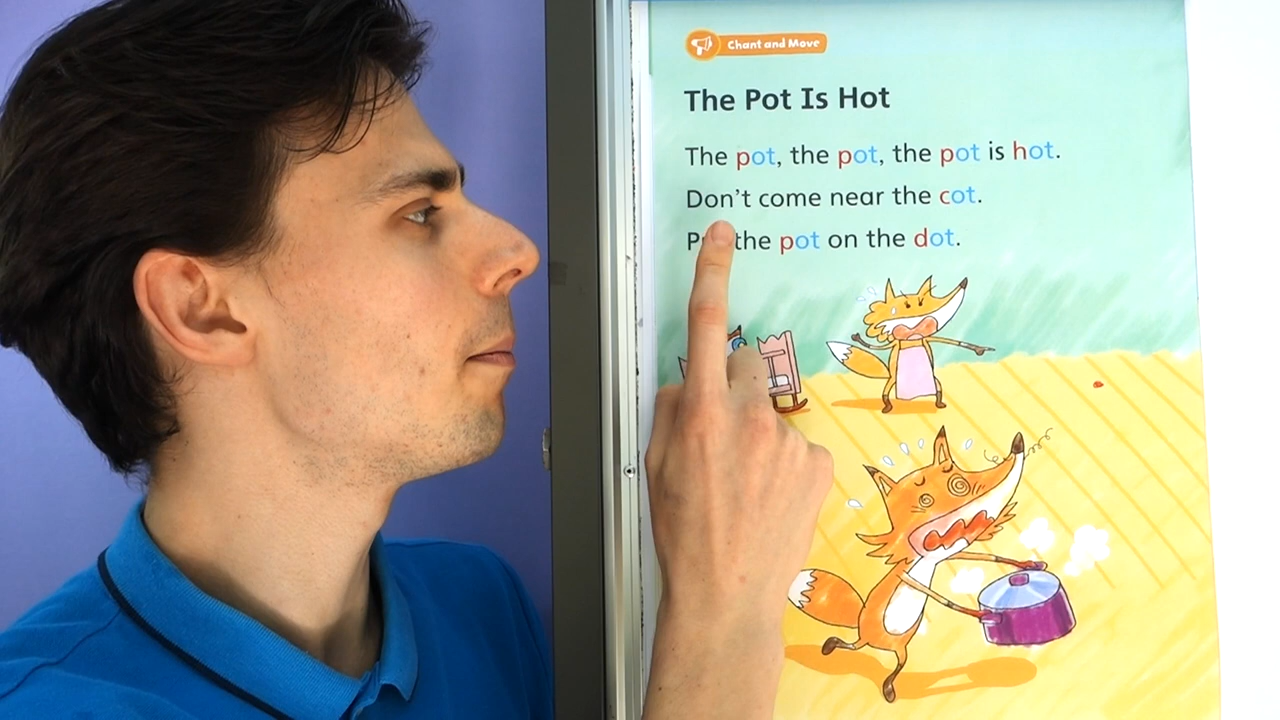 Chant and Move
The Pot Is Hot
The pot, the pot, the pot is hot.
Don't come near the cot.
the pot on the dot.